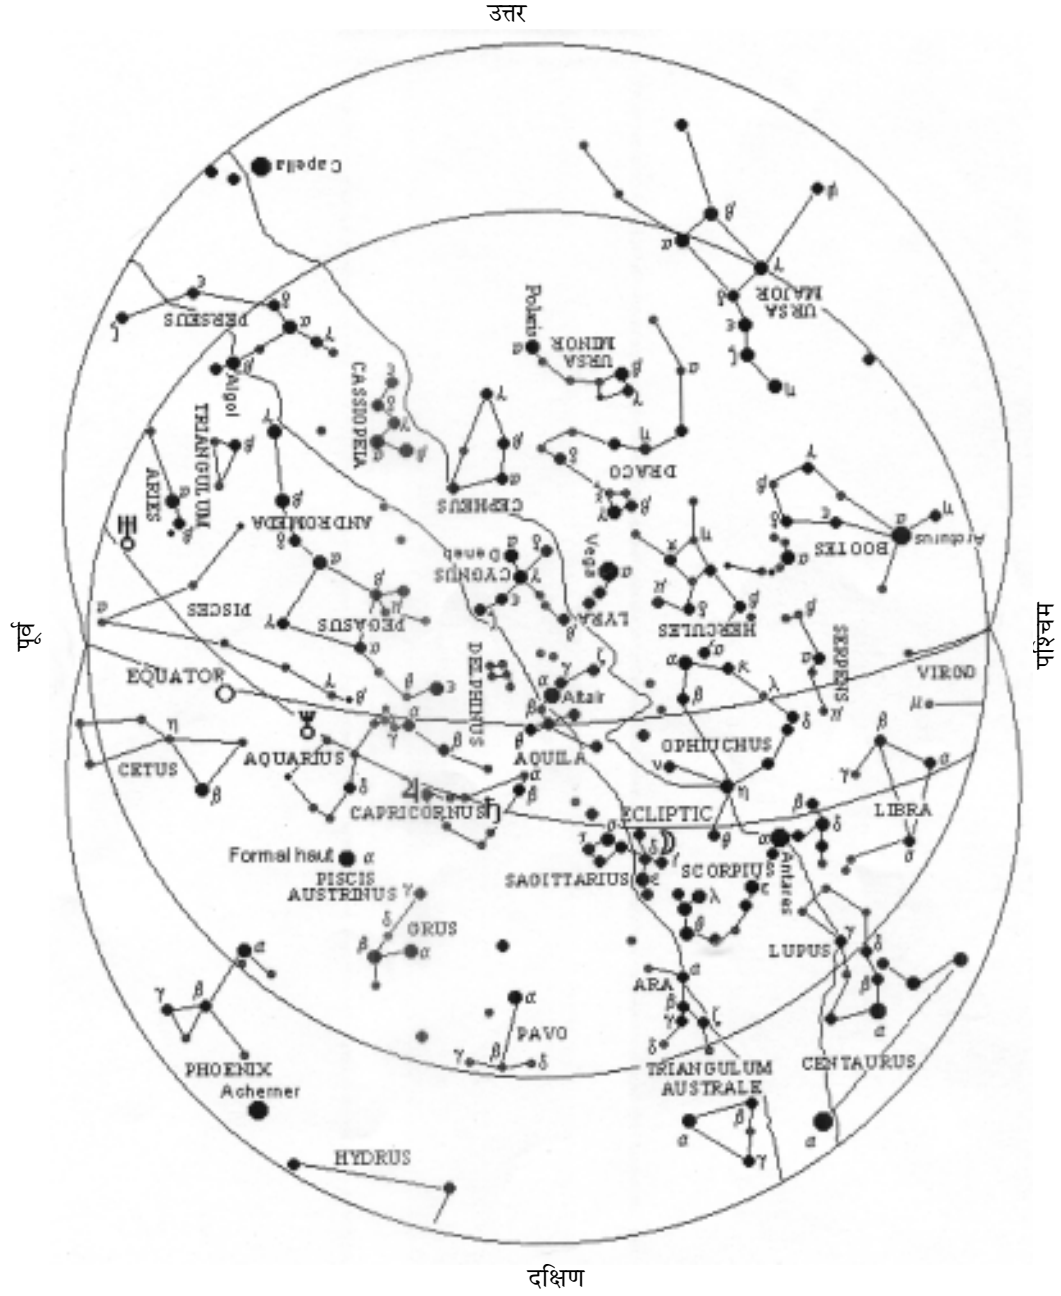 उत्तर
Capella
ψ
β
α
γ
URSA
MAJOR
δ
ε
ζ
η
ε
PERSEUS
δ
α
γ
ζ
β
Algol
Polaris
α
URSA
MINOR
β
γ
CASSIOPEIA
α
β
TRIANGULUM
β
ARIES
α
γ
β
ANDROMEDA
δ
α
γ
β
α
CEPHEUS
α
η
DRACO
δ
β
γ
γ
β
δ
ε
BOOTES
α
η
Arcturus
α
Deneb
α
CYGNUS
δ
γ
ε
β
Vega
α
LYRA
π
η
μ
δ
β
HERCULES
PISCES
α
γ
β
γ
PEGASUS
β
μ
α
β
ε
DELPHINUS
पूर्व
पश्चिम
β
α
SERPENS
μ
VIRGO
μ
EQUATOR
α
κ
β
λ
δ
OPHIUCHUS
ν
η
θ
γ
ζ
α
Altair
β
θ
AQUILA
η
CETUS
β
AQUARIUS
α
γ
β
δ
CAPRICORNUS
α
β
ECLIPTIC
β
γ
α
LIBRA
σ
Formal haut
α
PISCIS
AUSTRINUS
SAGITTARIUS
σ
τ
δ
γ
ε
SCORPIUS
α
Antares
β
δ
ε
λ
θ
γ
δ
GRUS
β
α
LUPUS
γ
δ
β
α
α
γ
β
PHOENIX
Acherner
α
PAVO
γ
β
δ
ARA
α
β
γ
ζ
δ
TRIANGULUM
AUSTRALE
β
α
γ
CENTAURUS
α
HYDRUS
दक्षिण